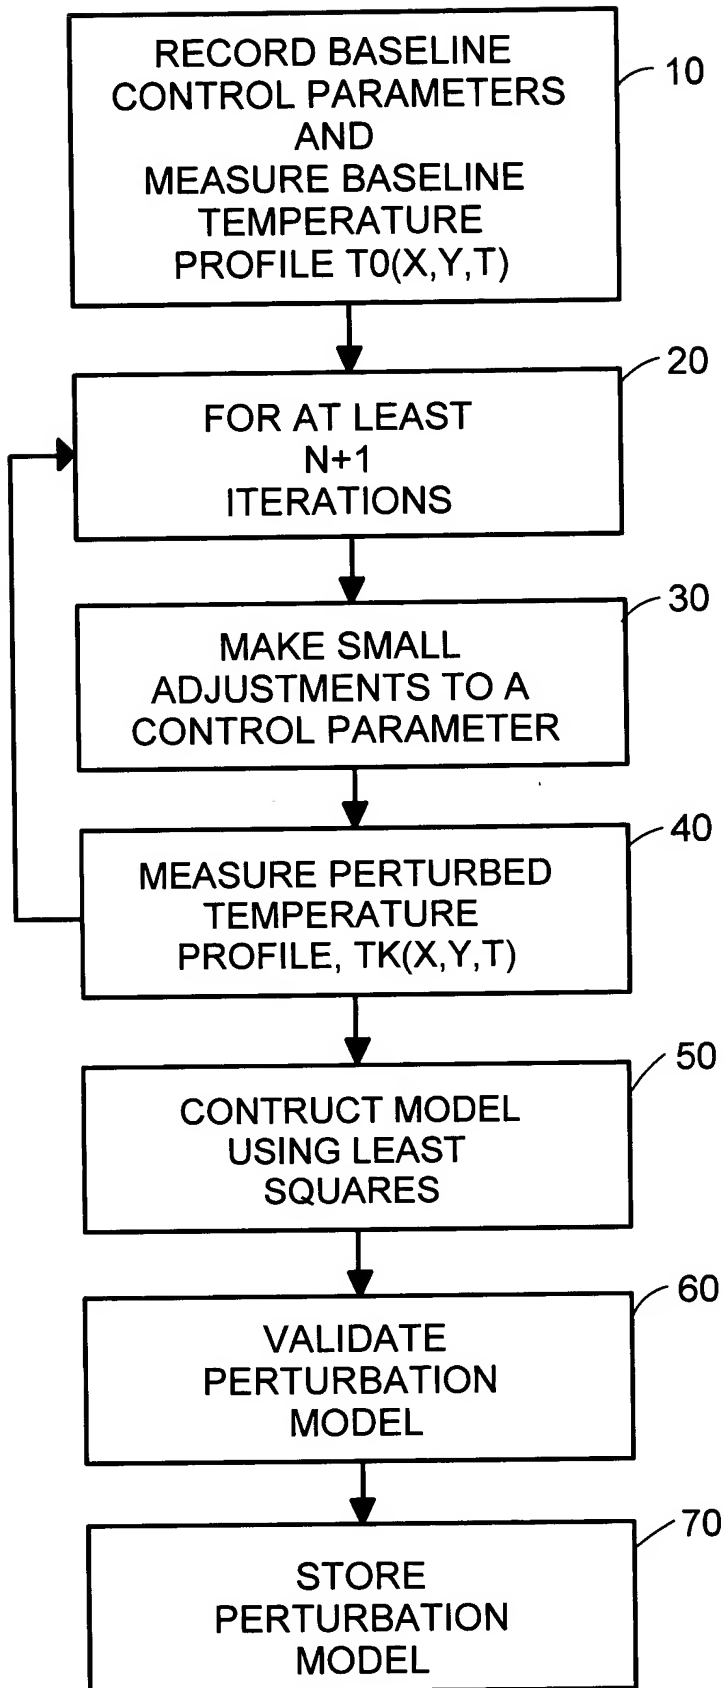 RECORD BASELINE
CONTROL PARAMETERS
AND
MEASURE BASELINE
TEMPERATURE
PROFILE T0(X,Y,T)
10
20
FOR AT LEAST
N+1
ITERATIONS
30
MAKE SMALL
ADJUSTMENTS TO A
CONTROL PARAMETER
40
MEASURE PERTURBED
TEMPERATURE
PROFILE, TK(X,Y,T)
50
CONTRUCT MODEL
USING LEAST
SQUARES
60
VALIDATE
PERTURBATION
MODEL
70
STORE
PERTURBATION
MODEL